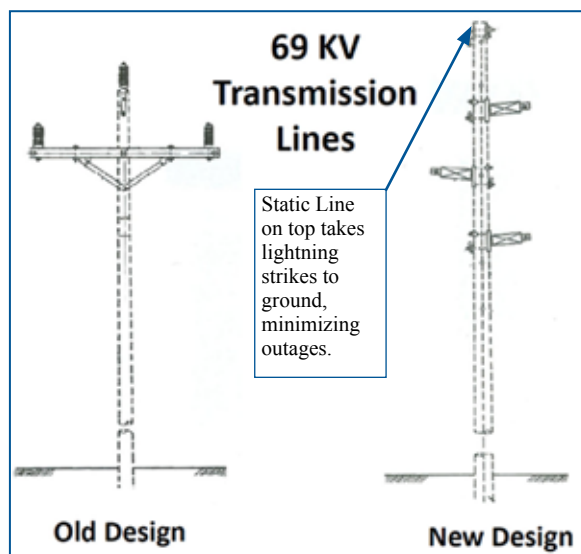 69 KV
Transmission
Lines
Static Line
on top takes
lightning
strikes to
ground,
minimizing
outages.
Old Design
New Design